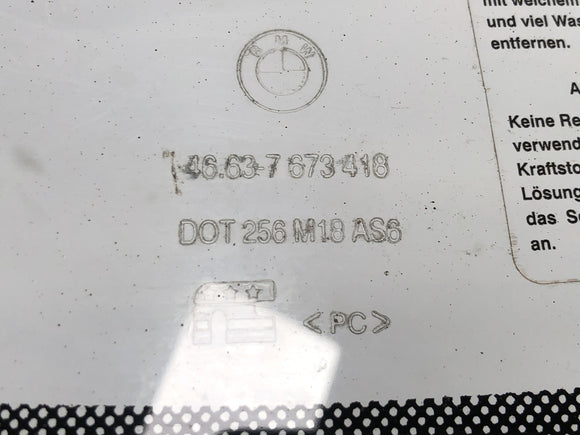 BMW
46.63-7 673 418
DOT 256 M18 AS6
<PC>
mit welchem
und viel Was
entfernen.
A
Keine Re
verwend
Kraftsto
Lösung
das Se
an.